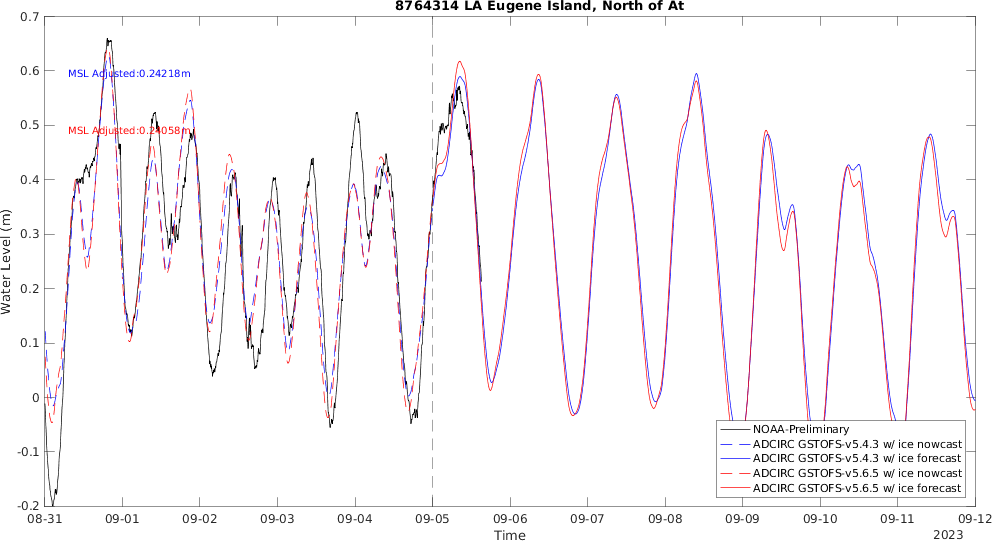 8764314 LA Eugene Island, North of At
0.7
0.6
0.5
0.4
0.3
0.2
0.1
0
-0.1
-0.2
Water Level (m)
MSL Adjusted:0.24218m
MSL Adjusted:0.24058m
NOAA-Preliminary
ADCIRC GSTOFS-v5.4.3 w/ ice nowcast
ADCIRC GSTOFS-v5.4.3 w/ ice forecast
ADCIRC GSTOFS-v5.6.5 w/ ice nowcast
ADCIRC GSTOFS-v5.6.5 w/ ice forecast
08-31 09-01 09-02 09-03 09-04 09-05 09-06 09-07 09-08 09-09 09-10 09-11 09-12
Time
2023